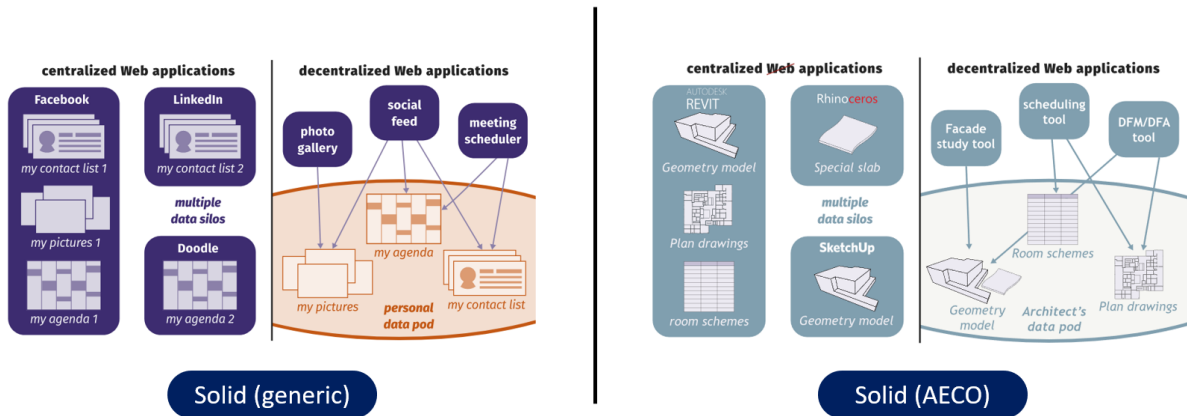 centralized Web applications
Facebook
my contact list 1
my pictures 1
my agenda 1
LinkedIn
my contact list 2
multiple
data silos
Doodle
my agenda 2
decentralized Web applications
photo
gallery
social
feed
meeting
scheduler
my agenda
my pictures
my contact list
personal
data pod
Solid (generic)
centralized Web applications
AUTODESK
REVIT
Geometry model
Plan drawings
room schemes
Rhinoceros
Special slab
multiple
data silos
SketchUp
Geometry model
decentralized Web applications
Facade
study tool
scheduling
tool
DFM/DFA
tool
Room schemes
Geometry
model
Plan drawings
Architect's
data pod
Solid (AECO)